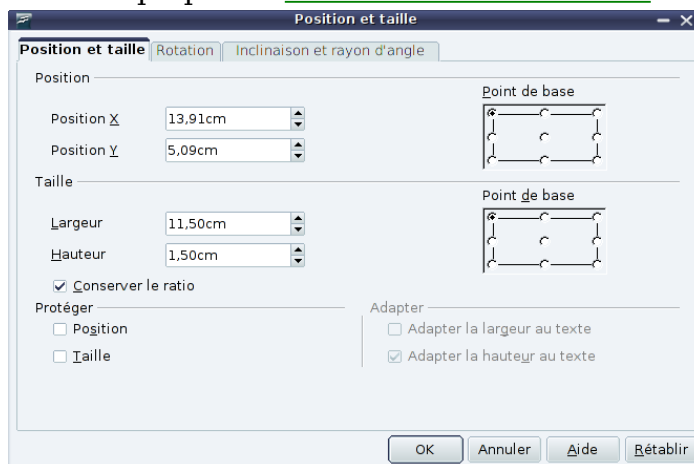 Position et taille
Position et taille Rotation Inclinaison et rayon d'angle
Position
Point de base
Position X 13,91cm
Position Y 5,09cm
Taille
Point de base
Largeur 11,50cm
Hauteur 1,50cm
Conserver le ratio
Protéger Adapter
Position Adapter la largeur au texte
Taille Adapter la hauteur au texte
OK Annuler Aide Rétablir